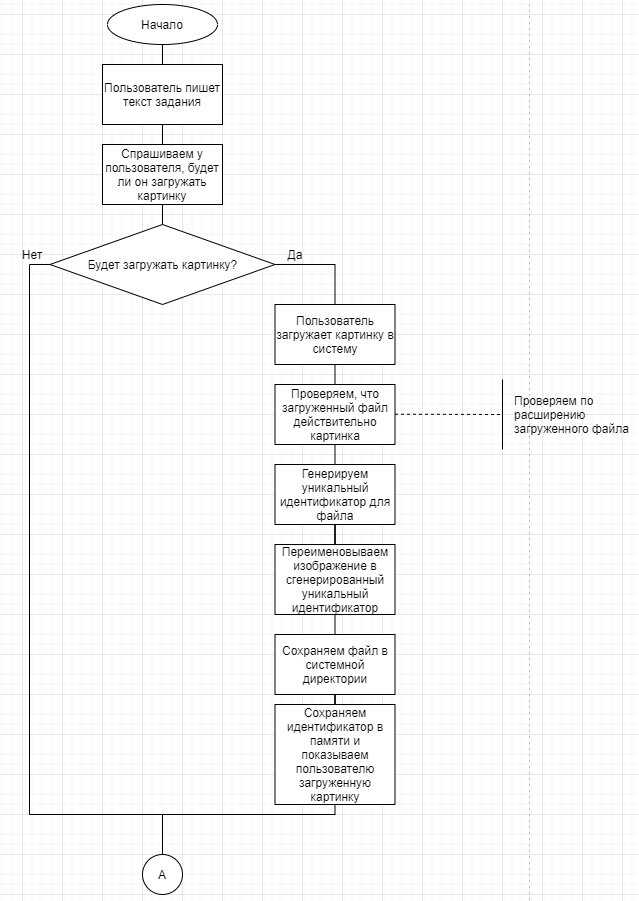 Начало
Пользователь пишет
текст задания
Спрашиваем у
пользователя, будет
ли он загружать
картинку
Нет
Будет загружать картинку?
Да
Пользователь
загружает картинку в
систему
Проверяем, что
загруженный файл
действительно
картинка
Проверяем по
расширению
загруженного файла
Генерируем
уникальный
идентификатор для
файла
Переименовываем
изображение в
сгенерированный
уникальный
идентификатор
Сохраняем файл в
системной
директории
Сохраняем
идентификатор в
памяти и
показываем
пользователю
загруженную
картинку
А